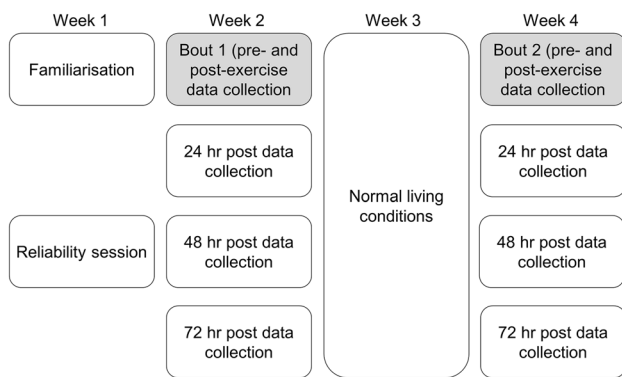 Week 1
Week 2
Week 3
Week 4
Familiarisation
Bout 1 (pre- and
post-exercise
data collection
Bout 2 (pre- and
post-exercise
data collection
24 hr post data
collection
24 hr post data
collection
Normal living
conditions
Reliability session
48 hr post data
collection
48 hr post data
collection
72 hr post data
collection
72 hr post data
collection